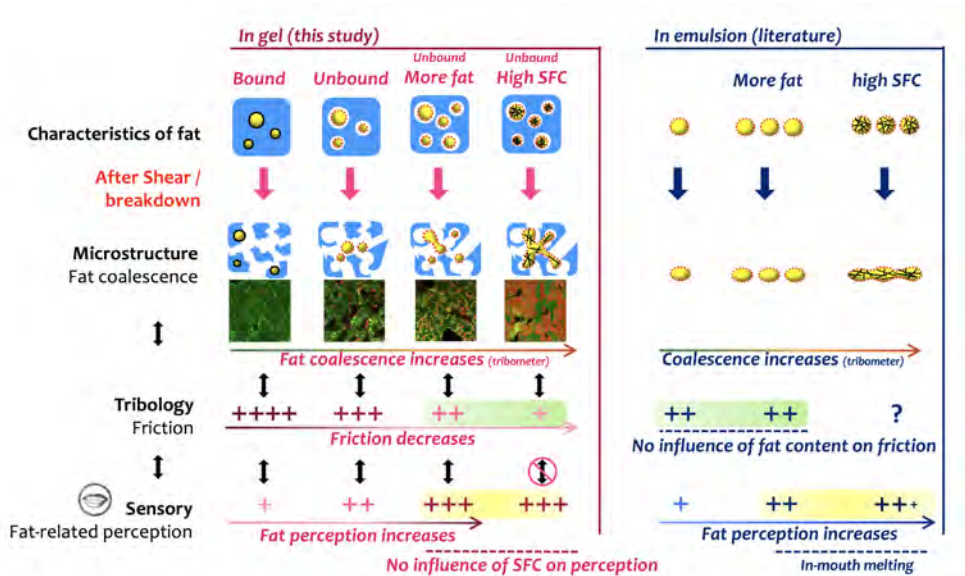 In gel (this study)
In emulsion (literature)
Bound
Unbound
Unbound
More fat
Unbound
High SFC
More fat
high SFC
Characteristics of fat
After Shear /
breakdown
Microstructure
Fat coalescence
Fat coalescence increases (tribometer)
Coalescence increases (tribometer)
Tribology
Friction
++++
+++
++
+
++
++
?
Friction decreases
No influence of fat content on friction
Sensory
Fat-related perception
+
++
+++
+++
+
++
+++
Fat perception increases
Fat perception increases
No influence of SFC on perception
In-mouth melting